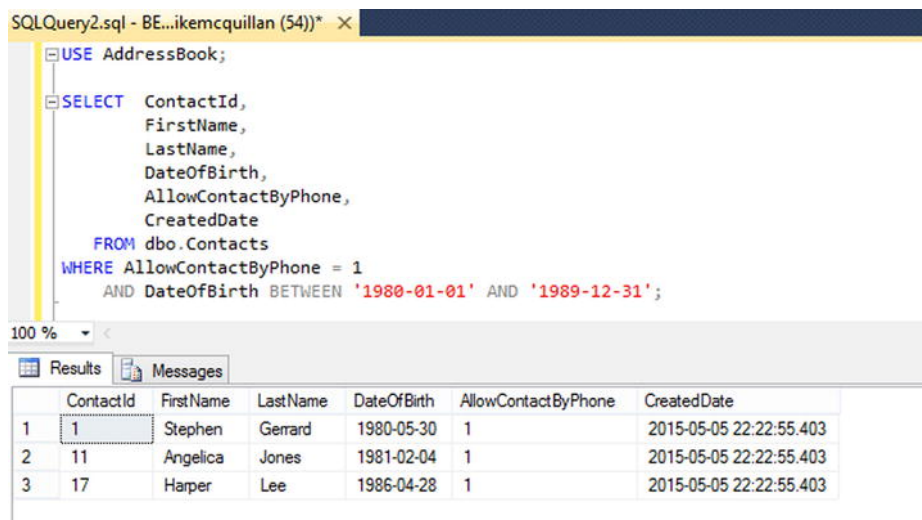 SQLQuery2.sql - BE...ikemcquillan (54))* ×
USE AddressBook;
SELECT ContactId,
FirstName,
LastName,
DateOfBirth,
AllowContactByPhone,
CreatedDate
FROM dbo.Contacts
WHERE AllowContactByPhone = 1
AND DateOfBirth BETWEEN '1980-01-01' AND '1989-12-31';
100 %
Results Messages
ContactId FirstName LastName DateOfBirth AllowContactByPhone CreatedDate
1 1 Stephen Gerrard 1980-05-30 1 2015-05-05 22:22:55.403
2 11 Angelica Jones 1981-02-04 1 2015-05-05 22:22:55.403
3 17 Harper Lee 1986-04-28 1 2015-05-05 22:22:55.403